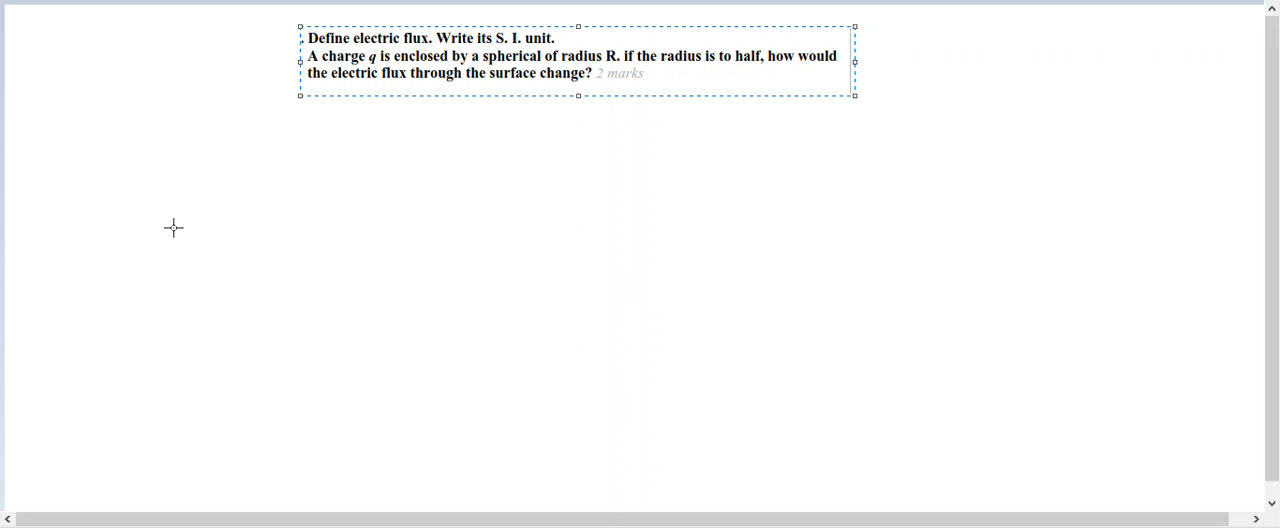 . Define electric flux. Write its S. I. unit.
A charge q is enclosed by a spherical of radius R. if the radius is to half, how would
the electric flux through the surface change? 2 marks